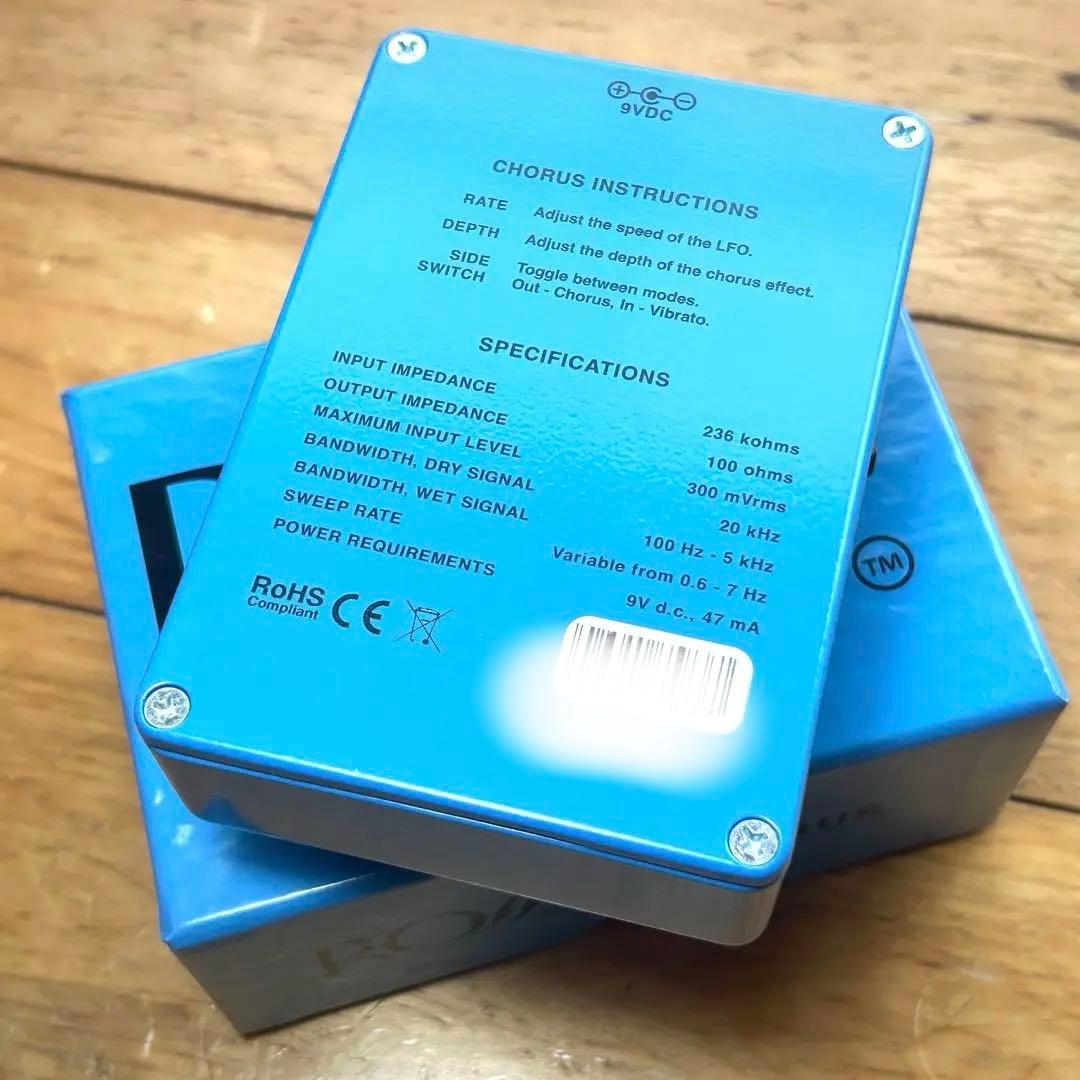 + -
9VDC
CHORUS INSTRUCTIONS
RATE Adjust the speed of the LFO.
DEPTH Adjust the depth of the chorus effect.
SIDE SWITCH Toggle between modes.
Out - Chorus, In - Vibrato.
SPECIFICATIONS
INPUT IMPEDANCE 236 kohms
OUTPUT IMPEDANCE 100 ohms
MAXIMUM INPUT LEVEL 300 mVrms
BANDWIDTH, DRY SIGNAL 20 kHz
BANDWIDTH, WET SIGNAL 100 Hz - 5 kHz
SWEEP RATE Variable from 0.6 - 7 Hz
POWER REQUIREMENTS 9V d.c., 47 mA
RoHS
Compliant
CE
TM